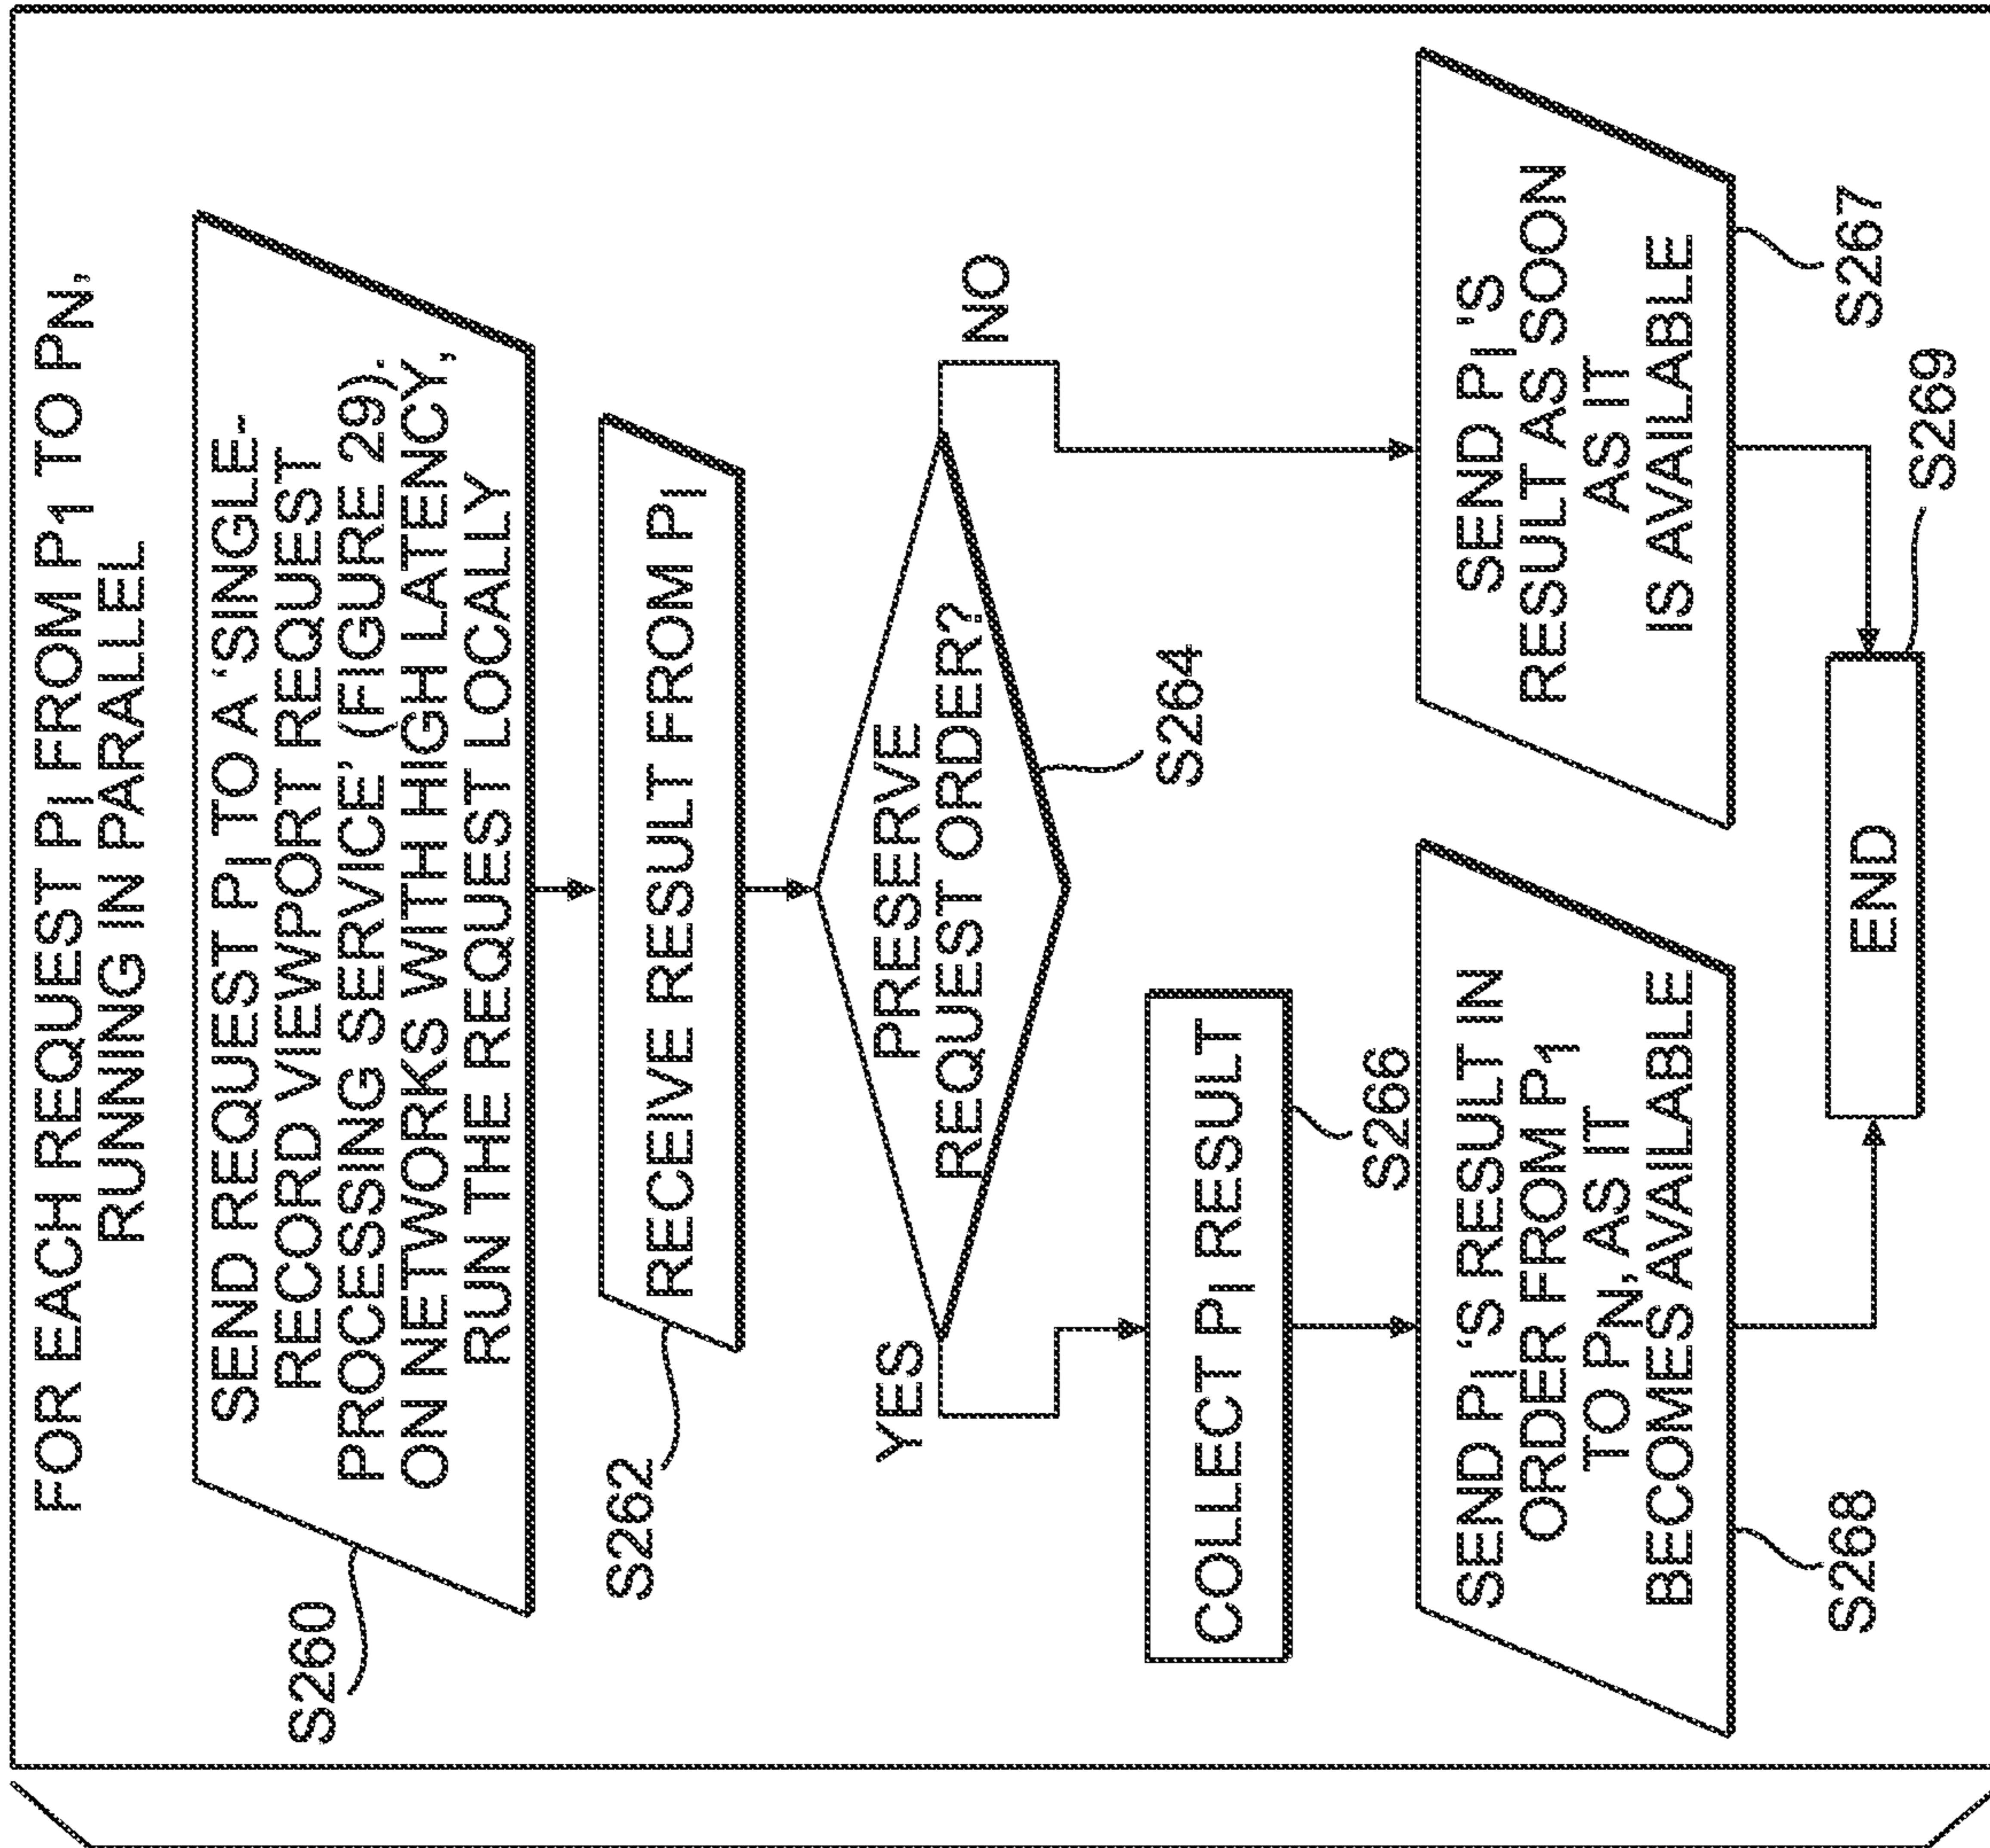 FOR EACH REQUEST PI FROM P1 TO PN,
RUNNING IN PARALLEL
SEND REQUEST PI TO A 'SINGLE-
RECORD VIEWPORT REQUEST
PROCESSING SERVICE' (FIGURE 29).
ON NETWORKS WITH HIGH LATENCY,
RUN THE REQUEST LOCALLY
S260
RECEIVE RESULT FROM PI
S262
PRESERVE
REQUEST ORDER?
S264
YES
NO
COLLECT PI RESULT
S266
SEND PI 'S RESULT IN
ORDER FROM P1
TO PN, AS IT
BECOMES AVAILABLE
S268
SEND PI 'S
RESULT AS SOON
AS IT
IS AVAILABLE
S267
END
S269